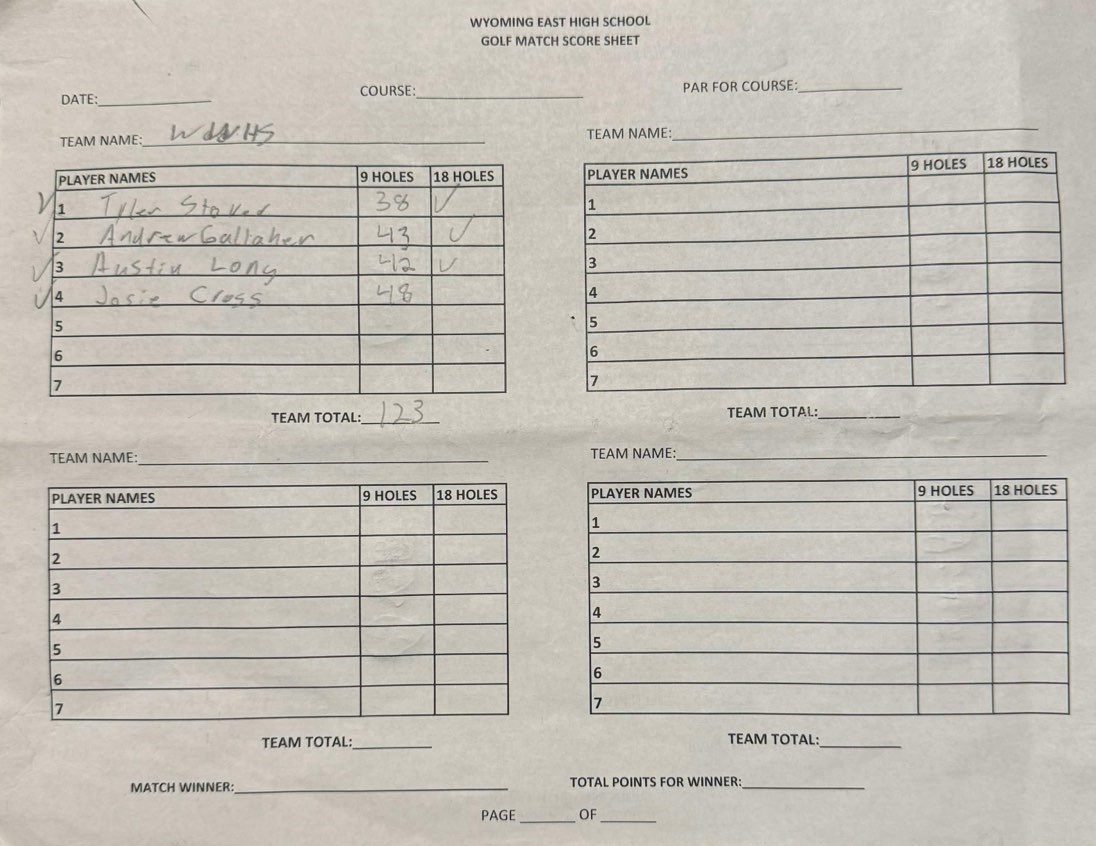 WYOMING EAST HIGH SCHOOL
GOLF MATCH SCORE SHEET
DATE: COURSE: PAR FOR COURSE:
TEAM NAME:
PLAYER NAMES 9 HOLES 18 HOLES
✓ 1 Tyler Stover 38 ✓
✓ 2 Andrew Gallaher 43 ✓
✓ 3 Austin Long 42 ✓
✓ 4 Josie Cross 48
5
6
7
TEAM TOTAL: 123
TEAM NAME:
PLAYER NAMES 9 HOLES 18 HOLES
1
2
3
4
5
6
7
TEAM TOTAL:
TEAM NAME:
PLAYER NAMES 9 HOLES 18 HOLES
1
2
3
4
5
6
7
TEAM TOTAL:
TEAM NAME:
PLAYER NAMES 9 HOLES 18 HOLES
1
2
3
4
5
6
7
TEAM TOTAL:
MATCH WINNER: TOTAL POINTS FOR WINNER:
PAGE OF